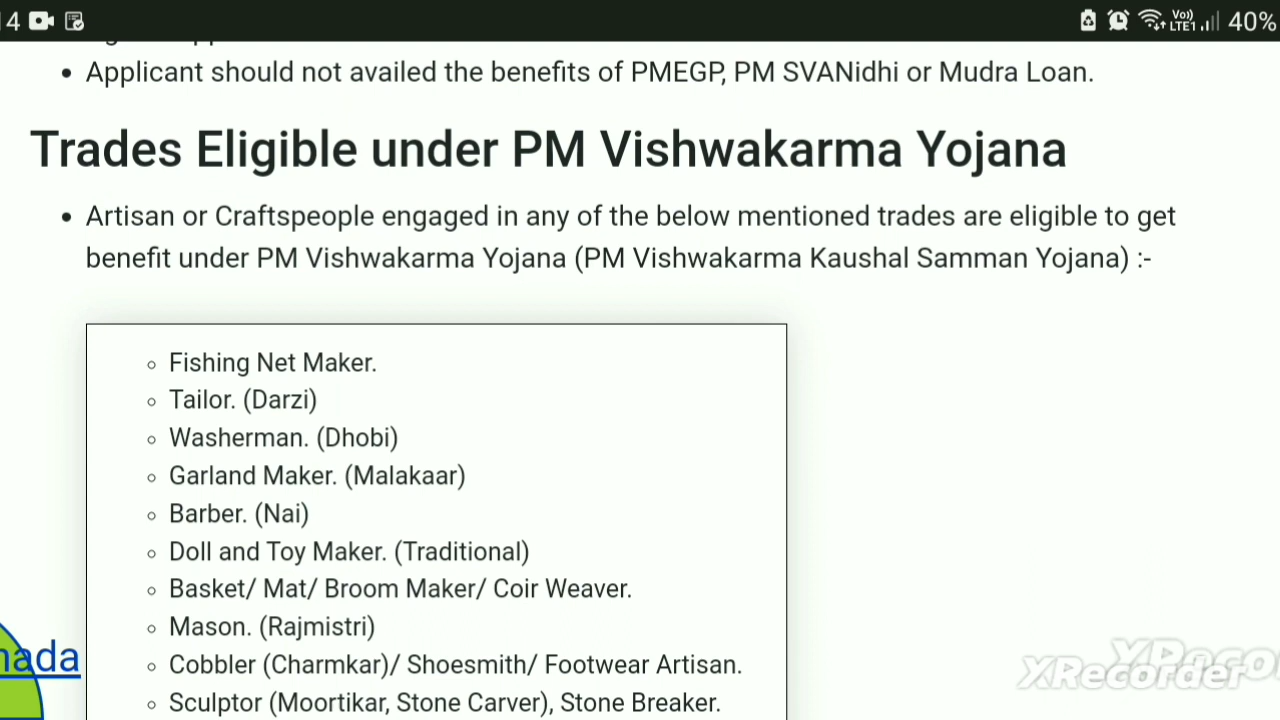 14
Vo))
LTE1
40%
Applicant should not availed the benefits of PMEGP, PM SVANidhi or Mudra Loan.
Trades Eligible under PM Vishwakarma Yojana
Artisan or Craftspeople engaged in any of the below mentioned trades are eligible to get
benefit under PM Vishwakarma Yojana (PM Vishwakarma Kaushal Samman Yojana) :-
Fishing Net Maker.
Tailor. (Darzi)
Washerman. (Dhobi)
Garland Maker. (Malakaar)
Barber. (Nai)
Doll and Toy Maker. (Traditional)
Basket/ Mat/ Broom Maker/ Coir Weaver.
Mason. (Rajmistri)
Cobbler (Charmkar)/ Shoesmith/ Footwear Artisan.
Sculptor (Moortikar, Stone Carver), Stone Breaker.
nada
XRecorder